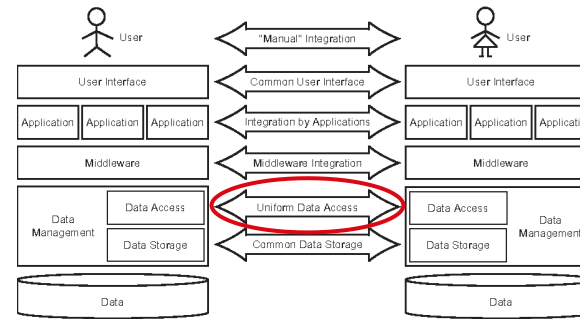 User "Manual" Integration User
User Interface Common User Interface User Interface
Application Application Application Integration by Applications Application Application Applicati
Middleware Middleware Integration Middleware
Data Access Uniform Data Access Data Access
Data Management Data Management
Data Storage Common Data Storage Data Storage
Data Data